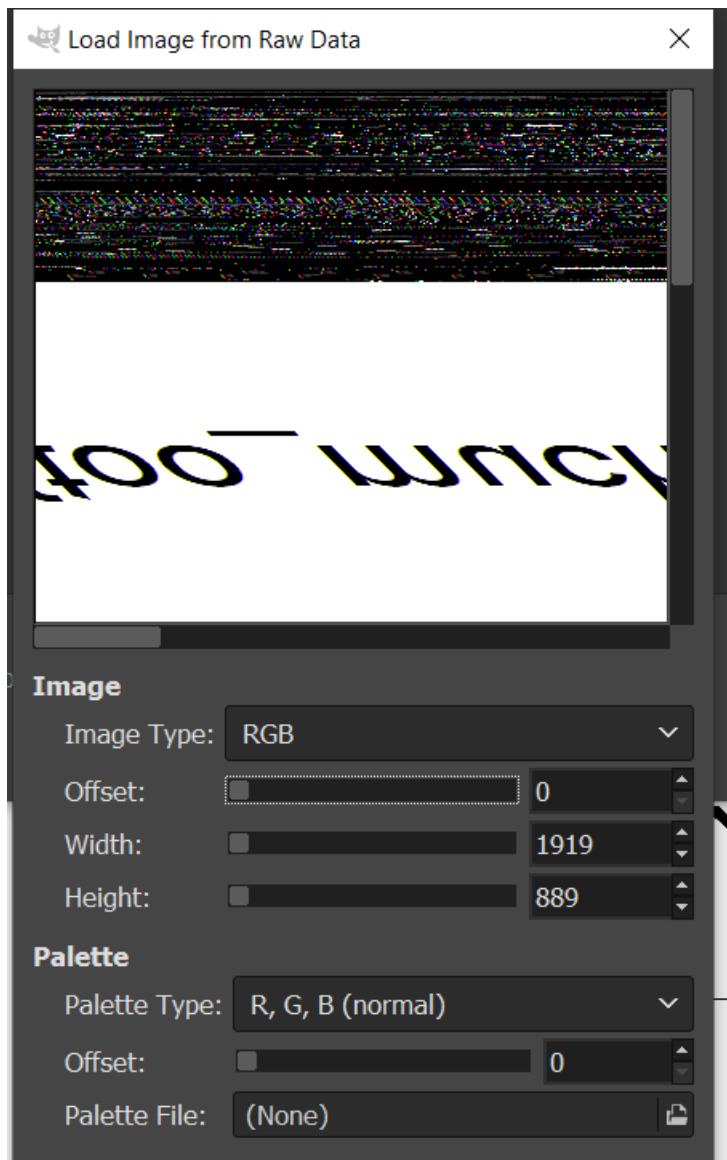 Load Image from Raw Data
too_much
Image
Image Type: RGB
Offset: 0
Width: 1919
Height: 889
Palette
Palette Type: R, G, B (normal)
Offset: 0
Palette File: (None)